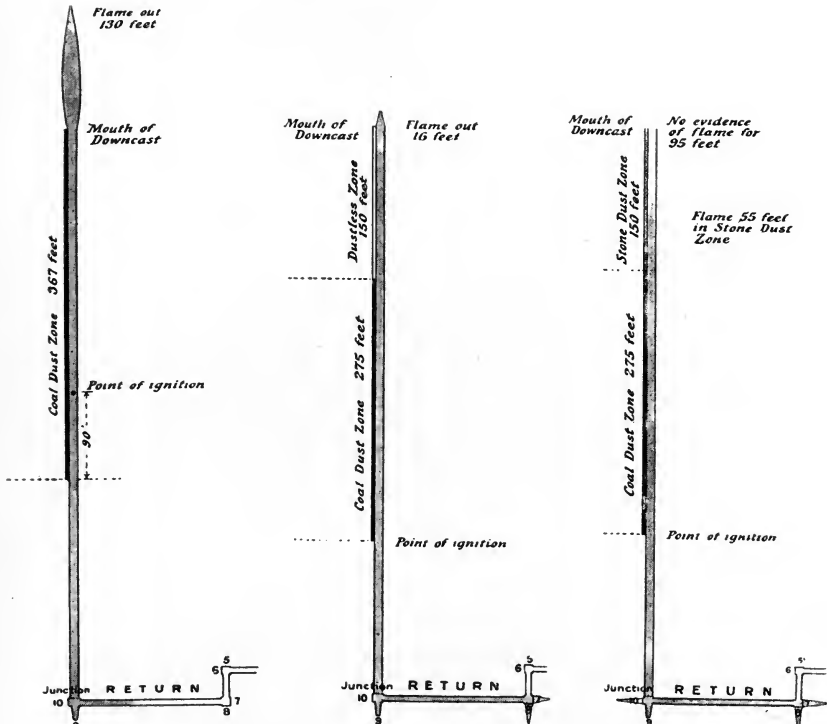 Flame out
130 feet
Mouth of
Downcast
Coal Dust Zone 367 feet
Point of ignition
90'
5
6
Junction RETURN
10
7
8
9
Mouth of
Downcast
Flame out
16 feet
Dustless Zone
150 feet
Coal Dust Zone 275 feet
Point of ignition
5
6
Junction RETURN
10
9
Mouth of
Downcast
No evidence
of flame for
95 feet
Stone Dust Zone
150 feet
Flame 55 feet
in Stone Dust
Zone
Coal Dust Zone 275 feet
Point of ignition
5
6
Junction RETURN